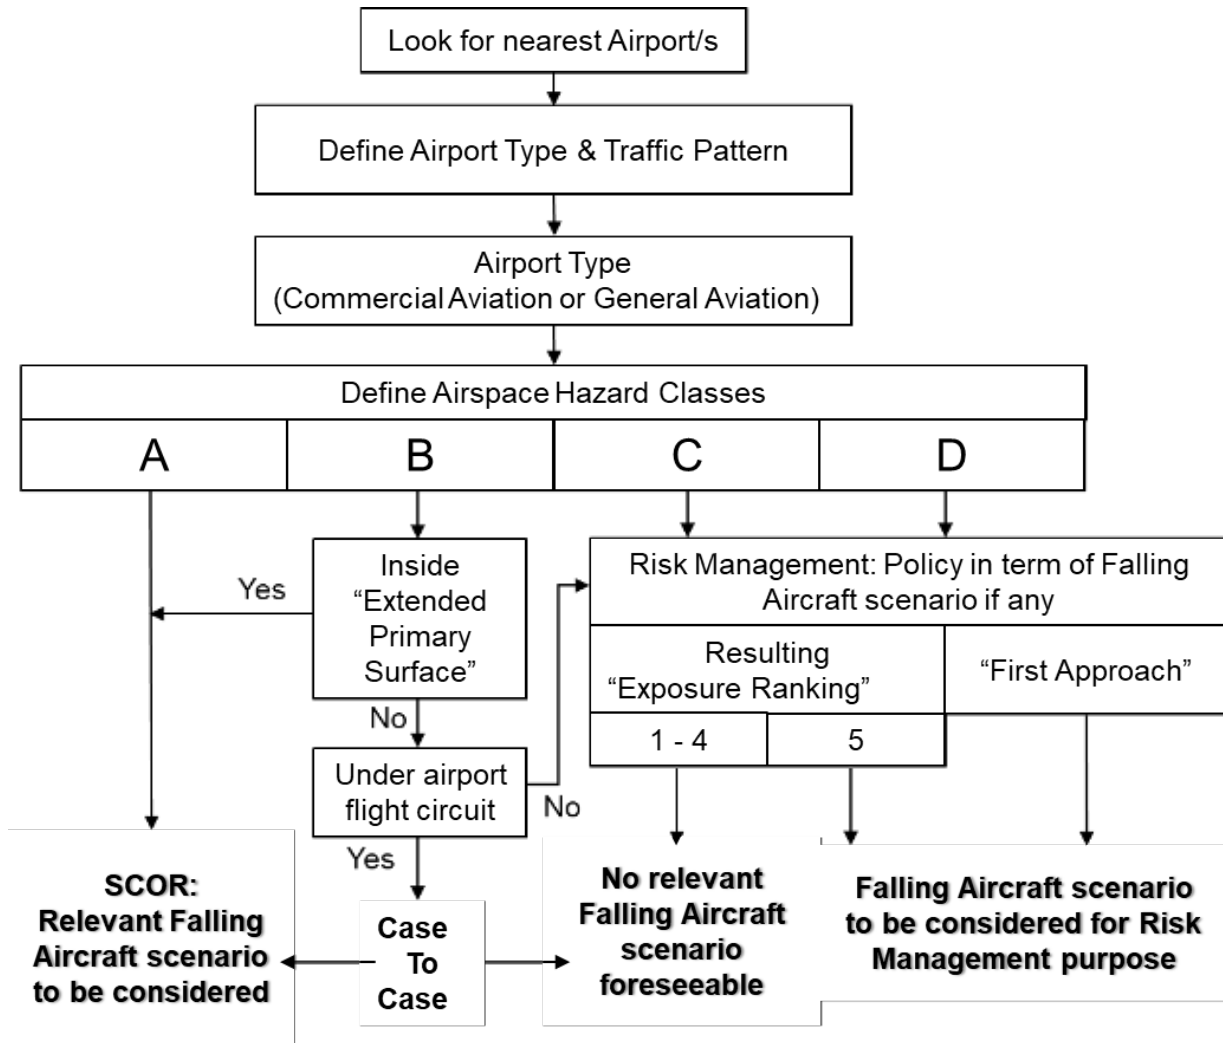 Look for nearest Airport/s
Define Airport Type & Traffic Pattern
Airport Type
(Commercial Aviation or General Aviation)
Define Airspace Hazard Classes
A
B
C
D
Inside
“Extended
Primary
Surface”
Yes
No
Under airport
flight circuit
No
Yes
Risk Management: Policy in term of Falling
Aircraft scenario if any
Resulting
“Exposure Ranking”
“First Approach”
1 - 4
5
SCOR:
Relevant Falling
Aircraft scenario
to be considered
Case
To
Case
No relevant
Falling Aircraft
scenario
foreseeable
Falling Aircraft scenario
to be considered for Risk
Management purpose